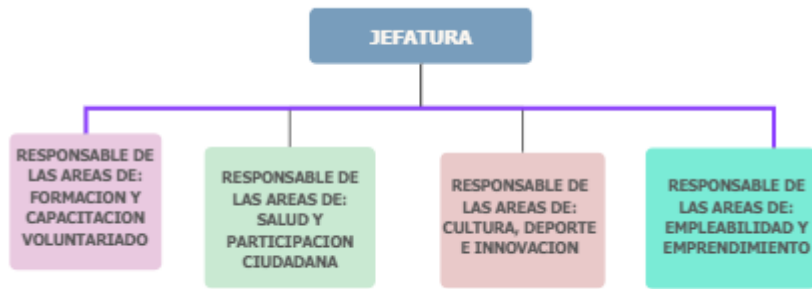 JEFATURA
RESPONSABLE DE
LAS AREAS DE:
FORMACION Y
CAPACITACION
VOLUNTARIADO
RESPONSABLE DE
LAS AREAS DE:
SALUD Y
PARTICIPACION
CIUDADANA
RESPONSABLE DE
LAS AREAS DE:
CULTURA, DEPORTE
E INNOVACION
RESPONSABLE DE
LAS AREAS DE:
EMPLEABILIDAD Y
EMPRENDIMIENTO